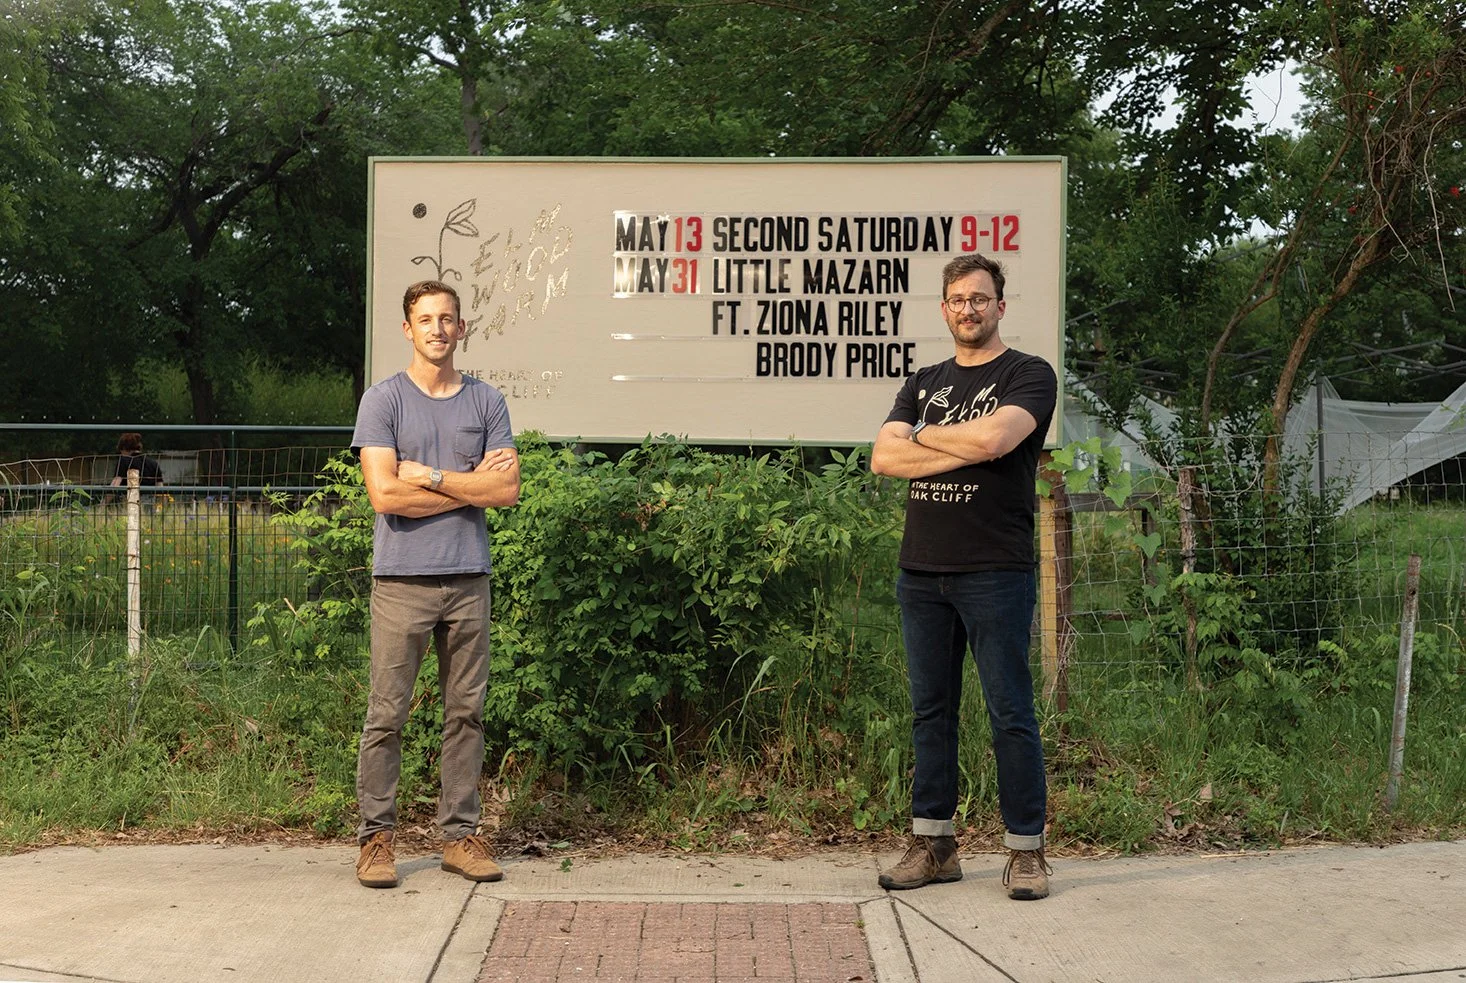 ELM
WOOD
FARM
THE HEART OF
CLIFF
MAY 13 SECOND SATURDAY 9-12
MAY 31 LITTLE MAZARN
FT. ZIONA RILEY
BRODY PRICE
ELM
THE HEART OF
OAK CLIFF